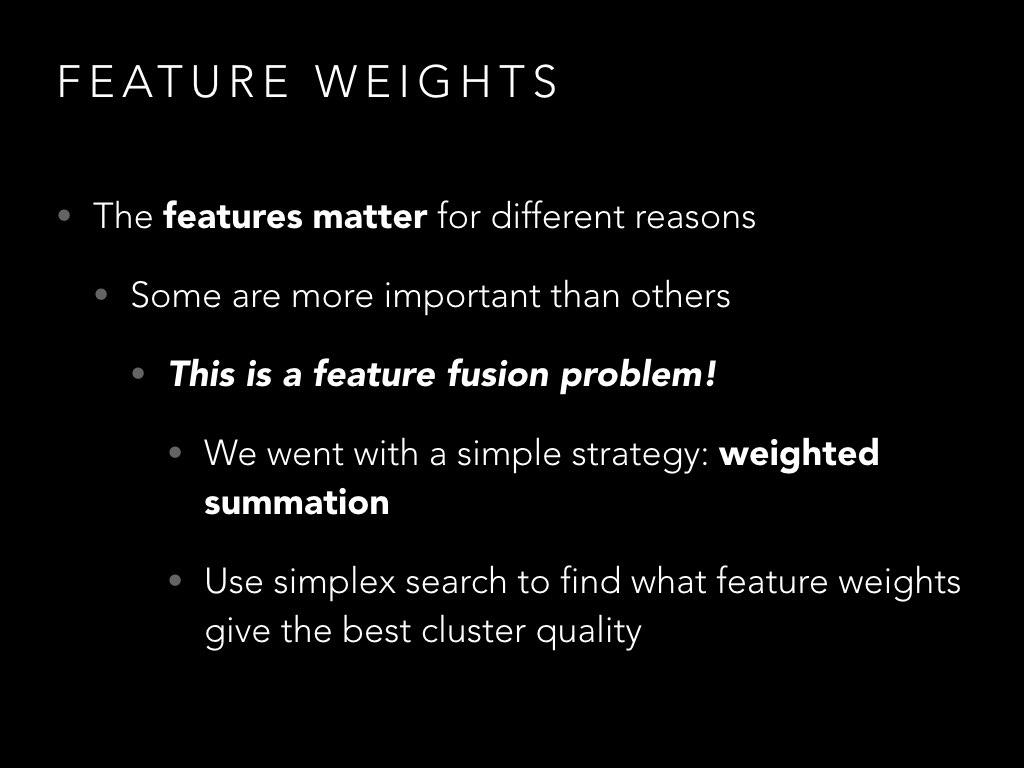 FEATURE WEIGHTS
• The features matter for different reasons
• Some are more important than others
• This is a feature fusion problem!
• We went with a simple strategy: weighted
summation
• Use simplex search to find what feature weights
give the best cluster quality